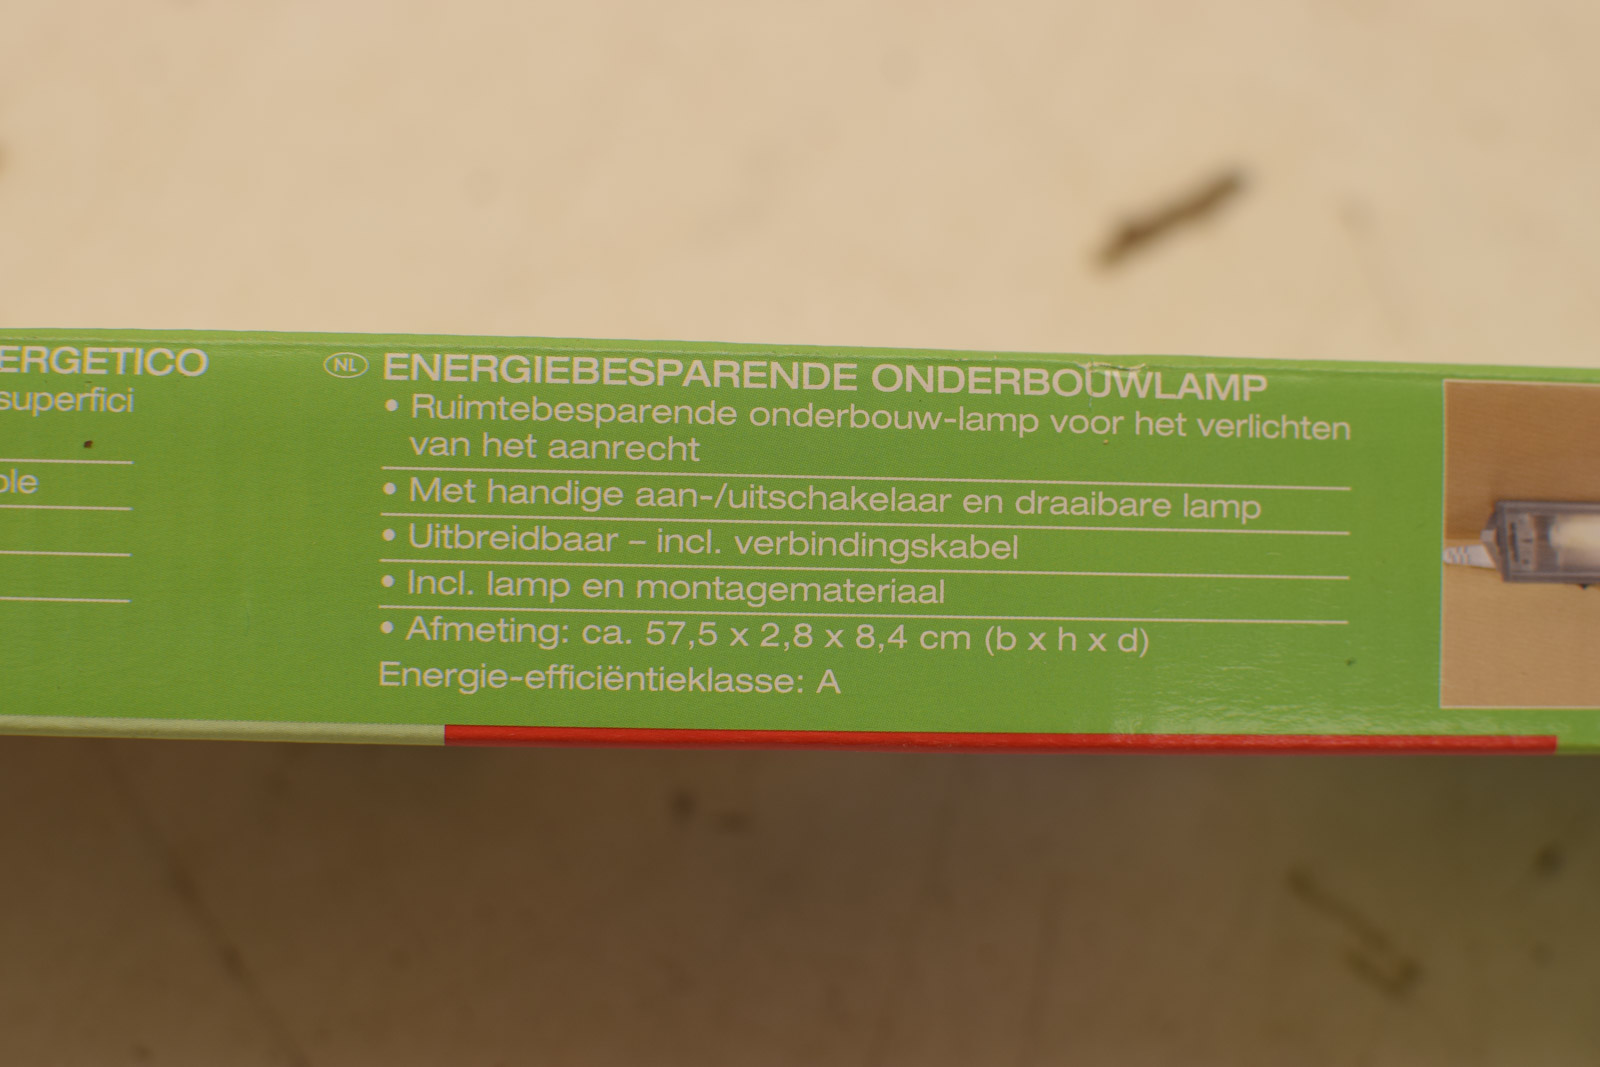 ERGETICO
superfici
ole
NL ENERGIEBESPARENDE ONDERBOUWLAMP
• Ruimtebesparende onderbouw-lamp voor het verlichten
van het aanrecht
• Met handige aan-/uitschakelaar en draaibare lamp
• Uitbreidbaar – incl. verbindingskabel
• Incl. lamp en montagemateriaal
• Afmeting: ca. 57,5 x 2,8 x 8,4 cm (b x h x d)
Energie-efficiëntieklasse: A